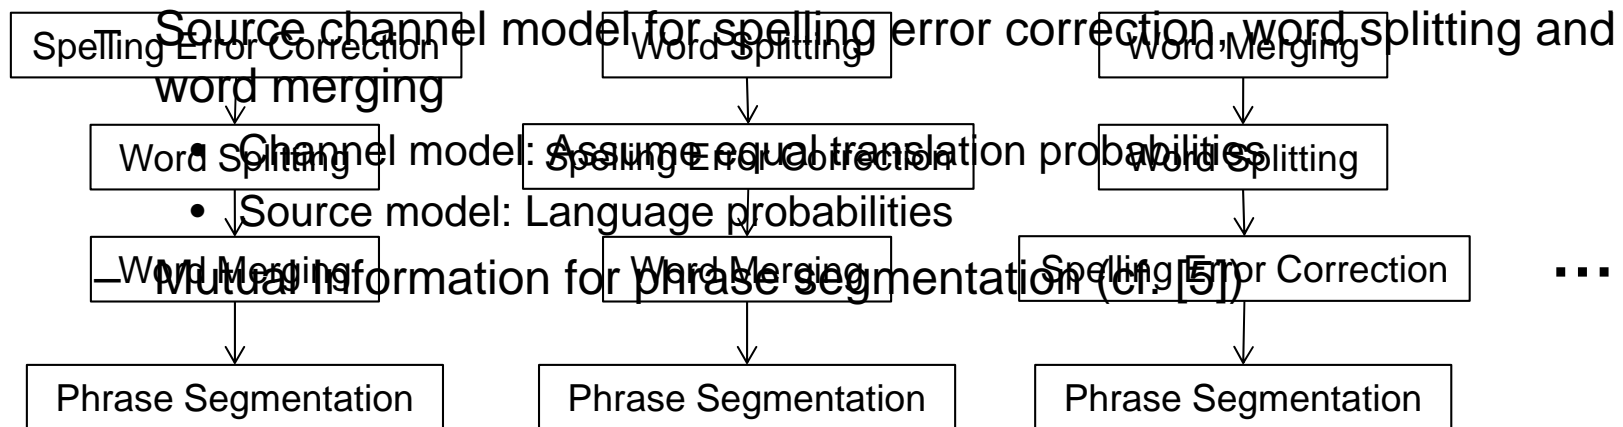 – Source channel model for spelling error correction, word splitting and
word merging
• Channel model: Assume equal translation probabilities
• Source model: Language probabilities
– Mutual Information for phrase segmentation (cf. [5])
Spelling Error Correction
Word Splitting
Word Merging
Phrase Segmentation
Word Splitting
Spelling Error Correction
Word Merging
Phrase Segmentation
Word Merging
Word Splitting
Spelling Error Correction
Phrase Segmentation
...